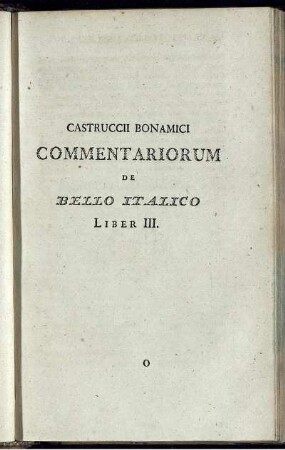 CASTRUCCII BONAMICI
COMMENTARIORUM
DE
BELLO ITALICO
LIBER III.
O